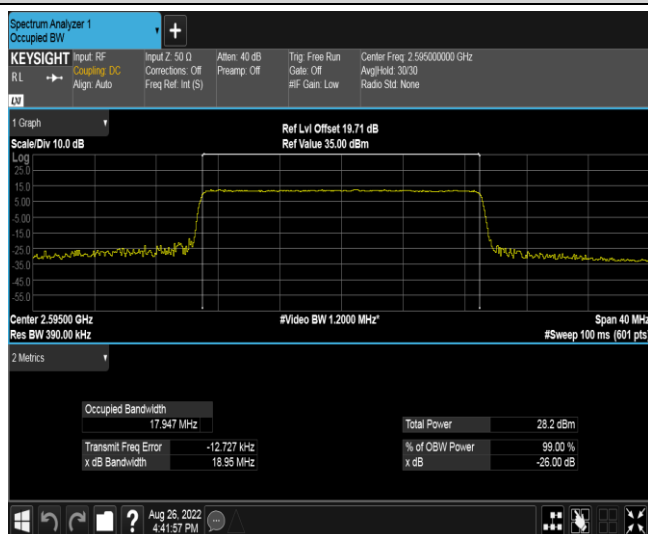 Spectrum Analyzer 1
Occupied BW
+
KEYSIGHT
RL
LXI
Input: RF
Coupling: DC
Align: Auto
Input Z: 50 Ω
Corrections: Off
Freq Ref: Int (S)
Atten: 40 dB
Preamp: Off
Trig: Free Run
Gate: Off
#IF Gain: Low
Center Freq: 2.595000000 GHz
Avg|Hold: 30/30
Radio Std: None
1 Graph
Scale/Div 10.0 dB
Ref Lvl Offset 19.71 dB
Ref Value 35.00 dBm
Log
25.0
15.0
5.00
-5.00
-15.0
-25.0
-35.0
-45.0
-55.0
Center 2.59500 GHz
Res BW 390.00 kHz
#Video BW 1.2000 MHz*
Span 40 MHz
#Sweep 100 ms (601 pts)
2 Metrics
Occupied Bandwidth
17.947 MHz
Transmit Freq Error -12.727 kHz
x dB Bandwidth 18.95 MHz
Total Power 28.2 dBm
% of OBW Power 99.00 %
x dB -26.00 dB
?
Aug 26, 2022
4:41:57 PM